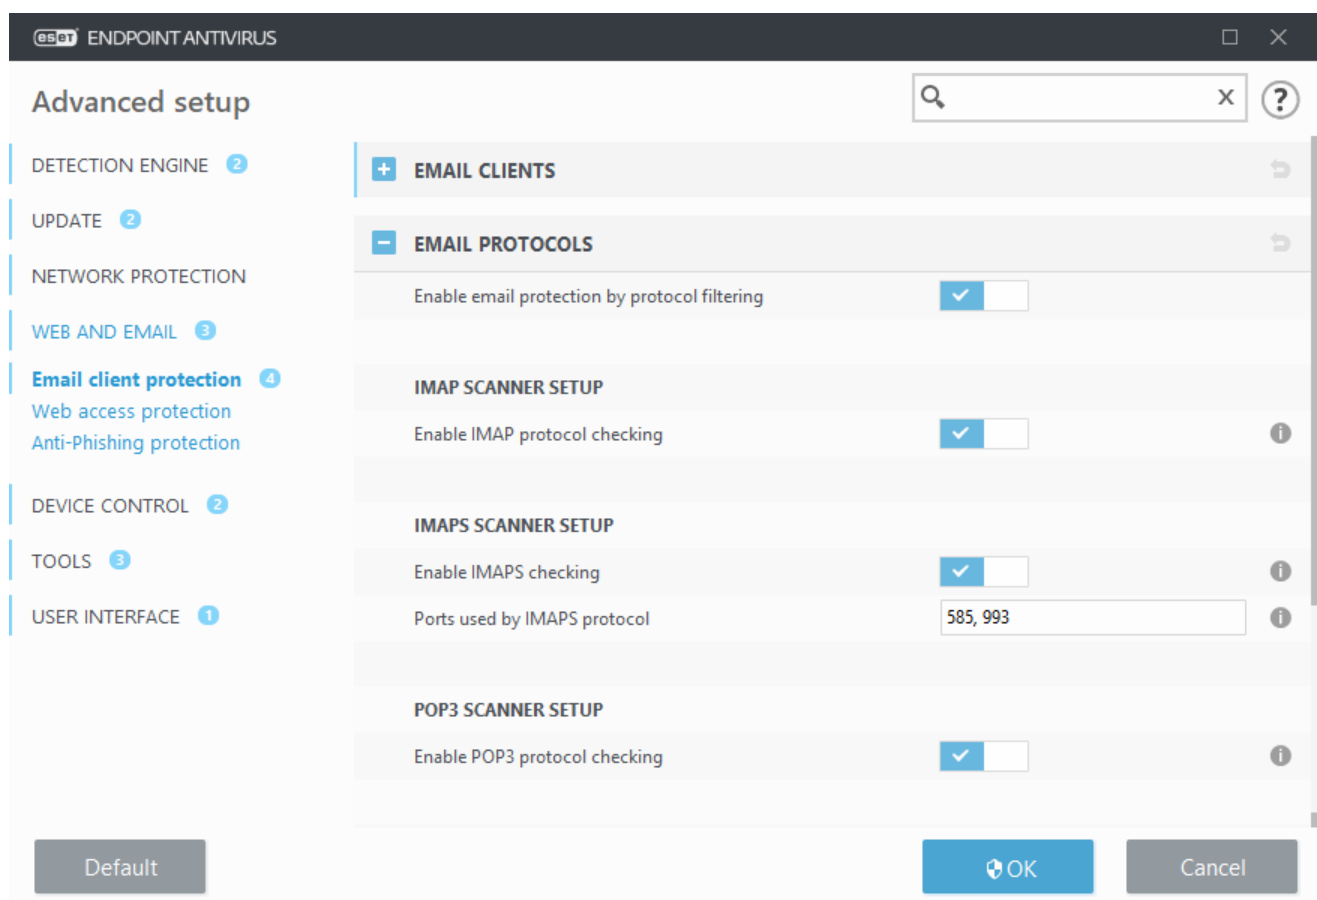 eset ENDPOINT ANTIVIRUS
Advanced setup
x
?
DETECTION ENGINE 2
UPDATE 2
NETWORK PROTECTION
WEB AND EMAIL 3
Email client protection 4
Web access protection
Anti-Phishing protection
DEVICE CONTROL 2
TOOLS 3
USER INTERFACE 1
EMAIL CLIENTS
EMAIL PROTOCOLS
Enable email protection by protocol filtering
IMAP SCANNER SETUP
Enable IMAP protocol checking
IMAPS SCANNER SETUP
Enable IMAPS checking
Ports used by IMAPS protocol 585, 993
POP3 SCANNER SETUP
Enable POP3 protocol checking
Default
OK
Cancel